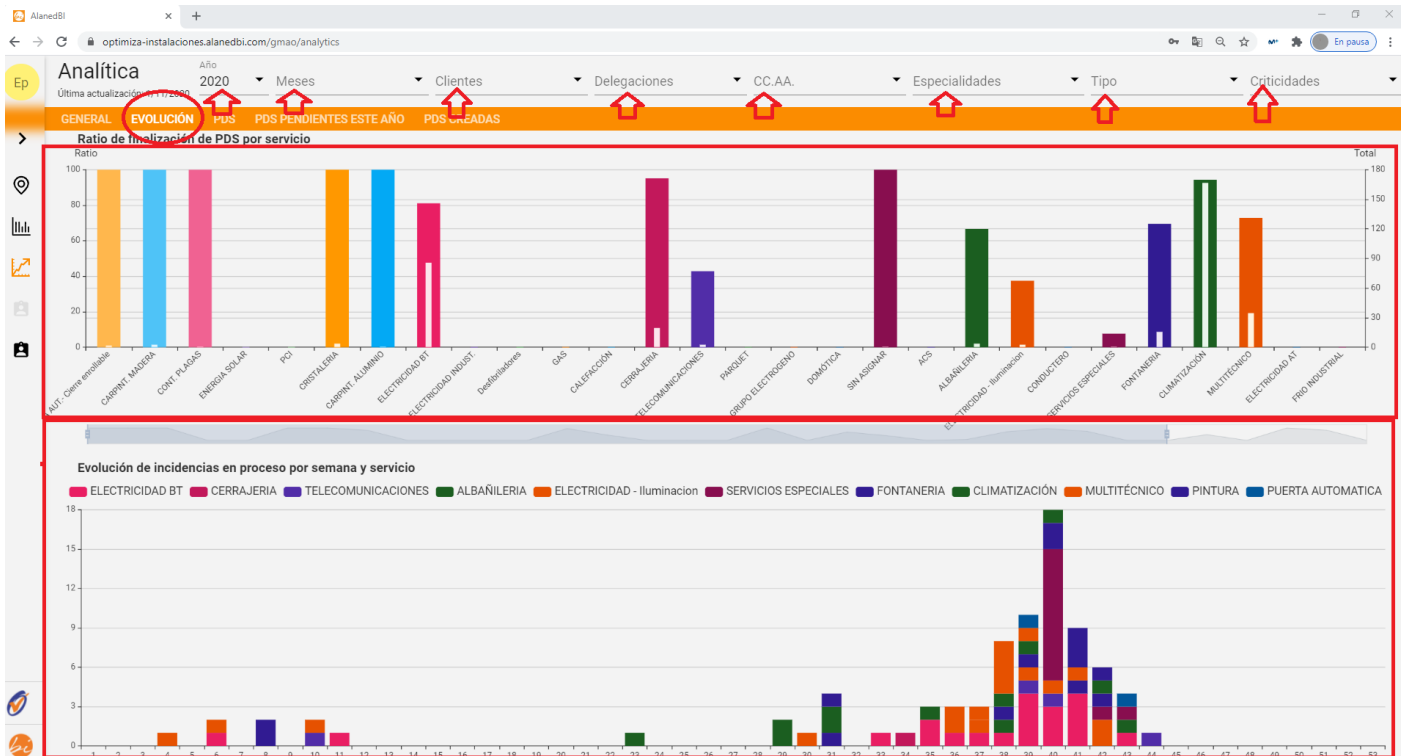 AlanedBI
optimiza-instalaciones.alanedbi.com/gmao/analytics
En pausa
Ep
Analítica
Última actualización: 1/11/2020
Año
2020
Meses
Clientes
Delegaciones
CC.AA.
Especialidades
Tipo
Criticidades
GENERAL EVOLUCIÓN PDS PDS PENDIENTES ESTE AÑO PDS CREADAS
Ratio de finalización de PDS por servicio
Ratio
Total
100
80
60
40
20
0
180
150
120
90
60
30
0
AUT.- Cierre enrollable
CARPINT. MADERA
CONT. PLAGAS
ENERGIA SOLAR
PCI
CRISTALERIA
CARPINT. ALUMINIO
ELECTRICIDAD BT
ELECTRICIDAD INDUST.
Desfibriladores
GAS
CALEFACCIÓN
CERRAJERIA
TELECOMUNICACIONES
PARQUET
GRUPO ELECTROGENO
DOMÓTICA
SIN ASIGNAR
ACS
ALBAÑILERIA
ELECTRICIDAD - Iluminacion
CONDUCTERO
SERVICIOS ESPECIALES
FONTANERIA
CLIMATIZACIÓN
MULTITÉCNICO
ELECTRICIDAD AT
FRIO INDUSTRIAL
Evolución de incidencias en proceso por semana y servicio
ELECTRICIDAD BT CERRAJERIA TELECOMUNICACIONES ALBAÑILERIA ELECTRICIDAD - Iluminacion SERVICIOS ESPECIALES FONTANERIA CLIMATIZACIÓN MULTITÉCNICO PINTURA PUERTA AUTOMATICA
18
15
12
9
6
3
0
1 2 3 4 5 6 7 8 9 10 11 12 13 14 15 16 17 18 19 20 21 22 23 24 25 26 27 28 29 30 31 32 33 34 35 36 37 38 39 40 41 42 43 44 45 46 47 48 49 50 51 52 53
bi